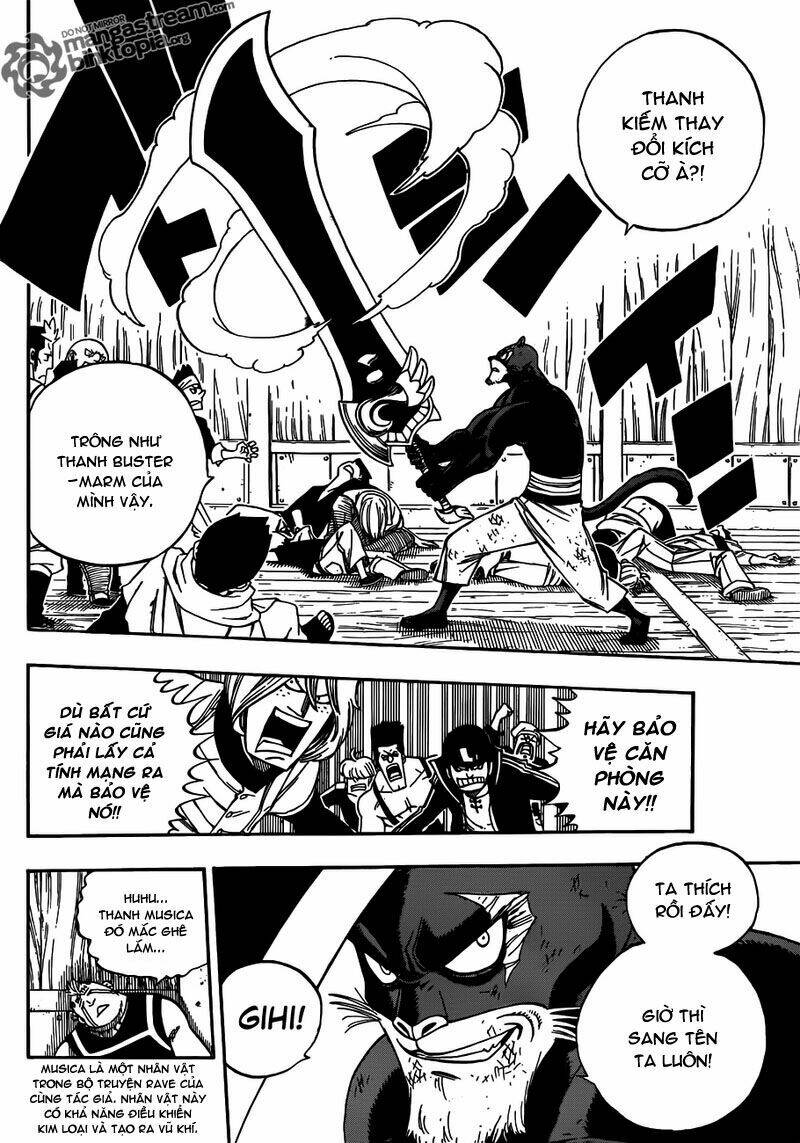 DO NOT MIRROR
mangastream.com
binktopia.org
THANH
KIẾM THAY
ĐỔI KÍCH
CỠ À?!
TRÔNG NHƯ
THANH BUSTER
-MARM CỦA
MÌNH VẬY.
DÙ BẤT CỨ
GIÁ NÀO CŨNG
PHẢI LẤY CẢ
TÍNH MẠNG RA
MÀ BẢO VỆ
NÓ!!
HÃY BẢO
VỆ CĂN
PHÒNG
NÀY!!
HUHU...
THANH MUSICA
ĐÓ MẮC GHÊ
LẮM...
MUSICA LÀ MỘT NHÂN VẬT
TRONG BỘ TRUYỆN RAVE CỦA
CÙNG TÁC GIẢ. NHÂN VẬT NÀY
CÓ KHẢ NĂNG ĐIỀU KHIỂN
KIM LOẠI VÀ TẠO RA VŨ KHÍ.
GIHI!
TA THÍCH
RỒI ĐẤY!
GIỜ THÌ
SANG TÊN
TA LUÔN!